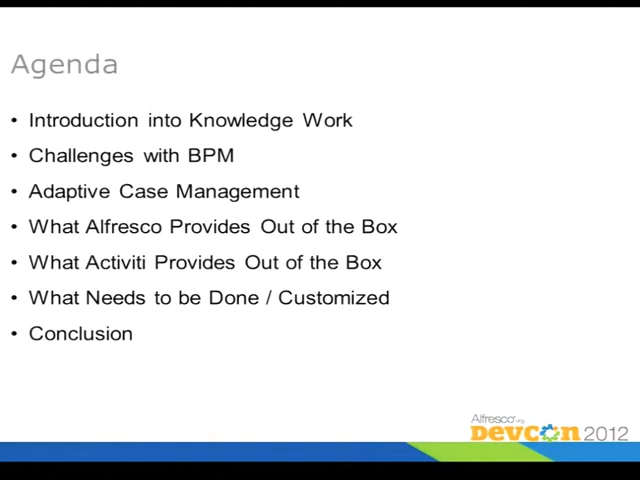 Agenda
• Introduction into Knowledge Work
• Challenges with BPM
• Adaptive Case Management
• What Alfresco Provides Out of the Box
• What Activiti Provides Out of the Box
• What Needs to be Done / Customized
• Conclusion
Alfresco.org
DEVCON 2012